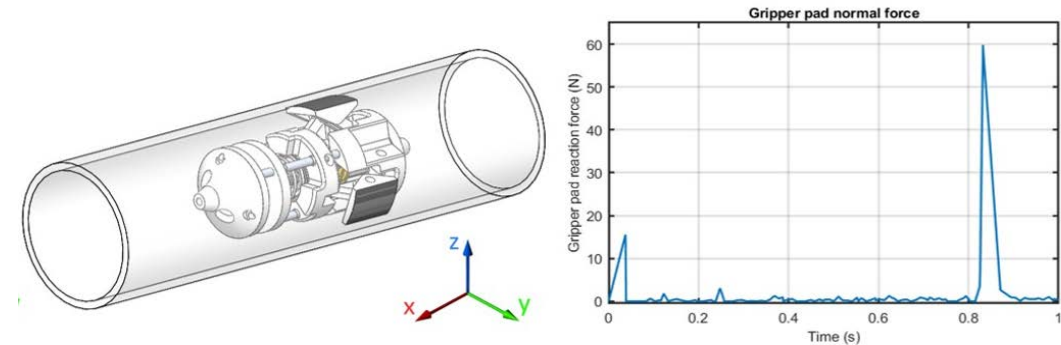 z
x
y
Gripper pad normal force
Gripper pad reaction force (N)
60
50
40
30
20
10
0
0 0.2 0.4 0.6 0.8 1
Time (s)